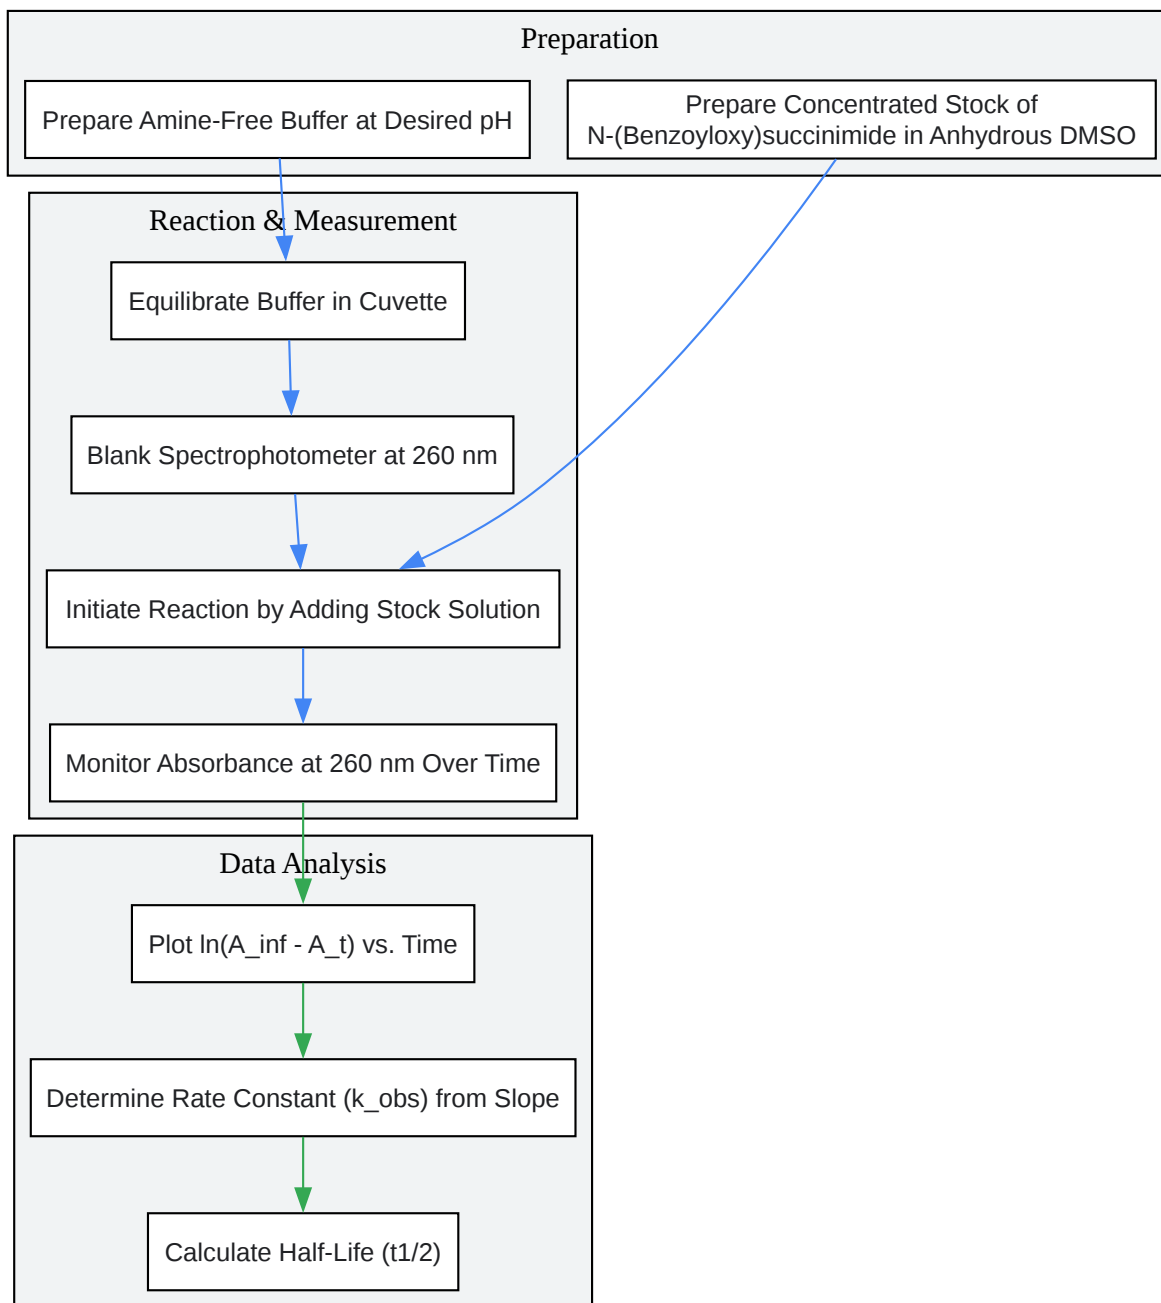 Preparation
Prepare Amine-Free Buffer at Desired pH
Prepare Concentrated Stock of
N-(Benzoyloxy)succinimide in Anhydrous DMSO
Reaction & Measurement
Equilibrate Buffer in Cuvette
Blank Spectrophotometer at 260 nm
Initiate Reaction by Adding Stock Solution
Monitor Absorbance at 260 nm Over Time
Data Analysis
Plot ln(A_inf - A_t) vs. Time
Determine Rate Constant (k_obs) from Slope
Calculate Half-Life (t1/2)